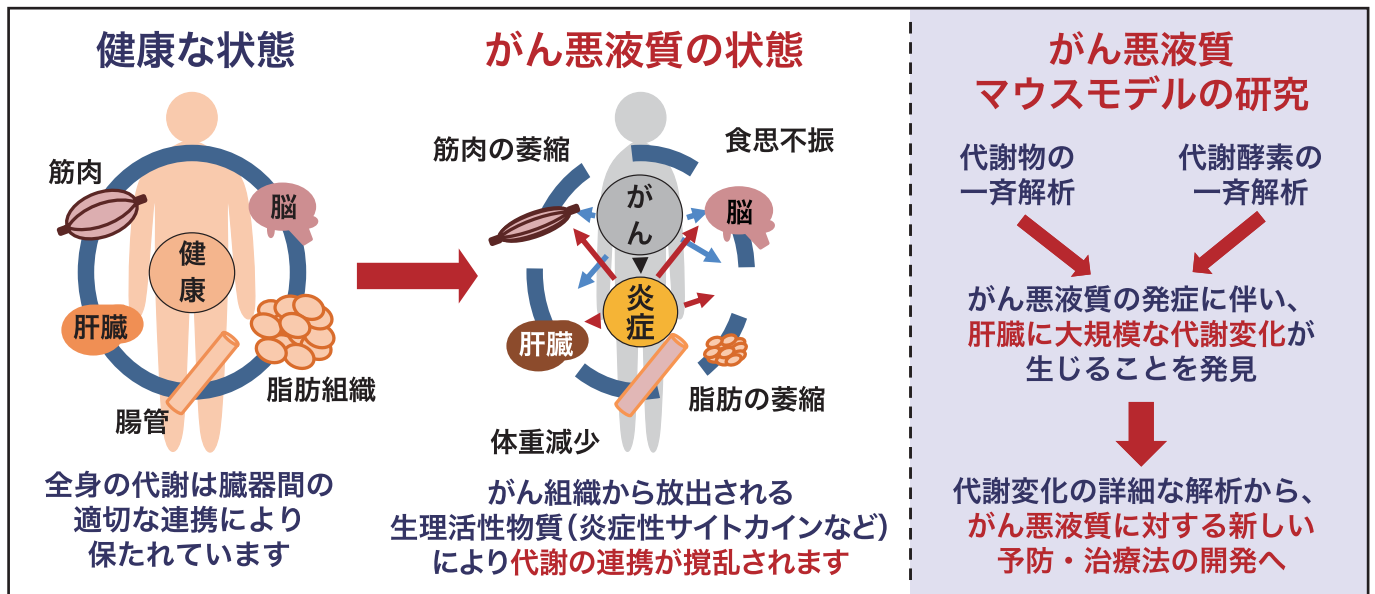 健康な状態
筋肉
脳
健
康
肝臓
脂肪組織
腸管
全身の代謝は臓器間の
適切な連携により
保たれています
がん悪液質の状態
食思不振
筋肉の萎縮
が
ん
脳
炎
症
肝臓
脂肪の萎縮
体重減少
がん組織から放出される
生理活性物質（炎症性サイトカインなど）
により代謝の連携が撹乱されます
がん悪液質
マウスモデルの研究
代謝物の
一斉解析
代謝酵素の
一斉解析
がん悪液質の発症に伴い、
肝臓に大規模な代謝変化が
生じることを発見
代謝変化の詳細な解析から、
がん悪液質に対する新しい
予防・治療法の開発へ